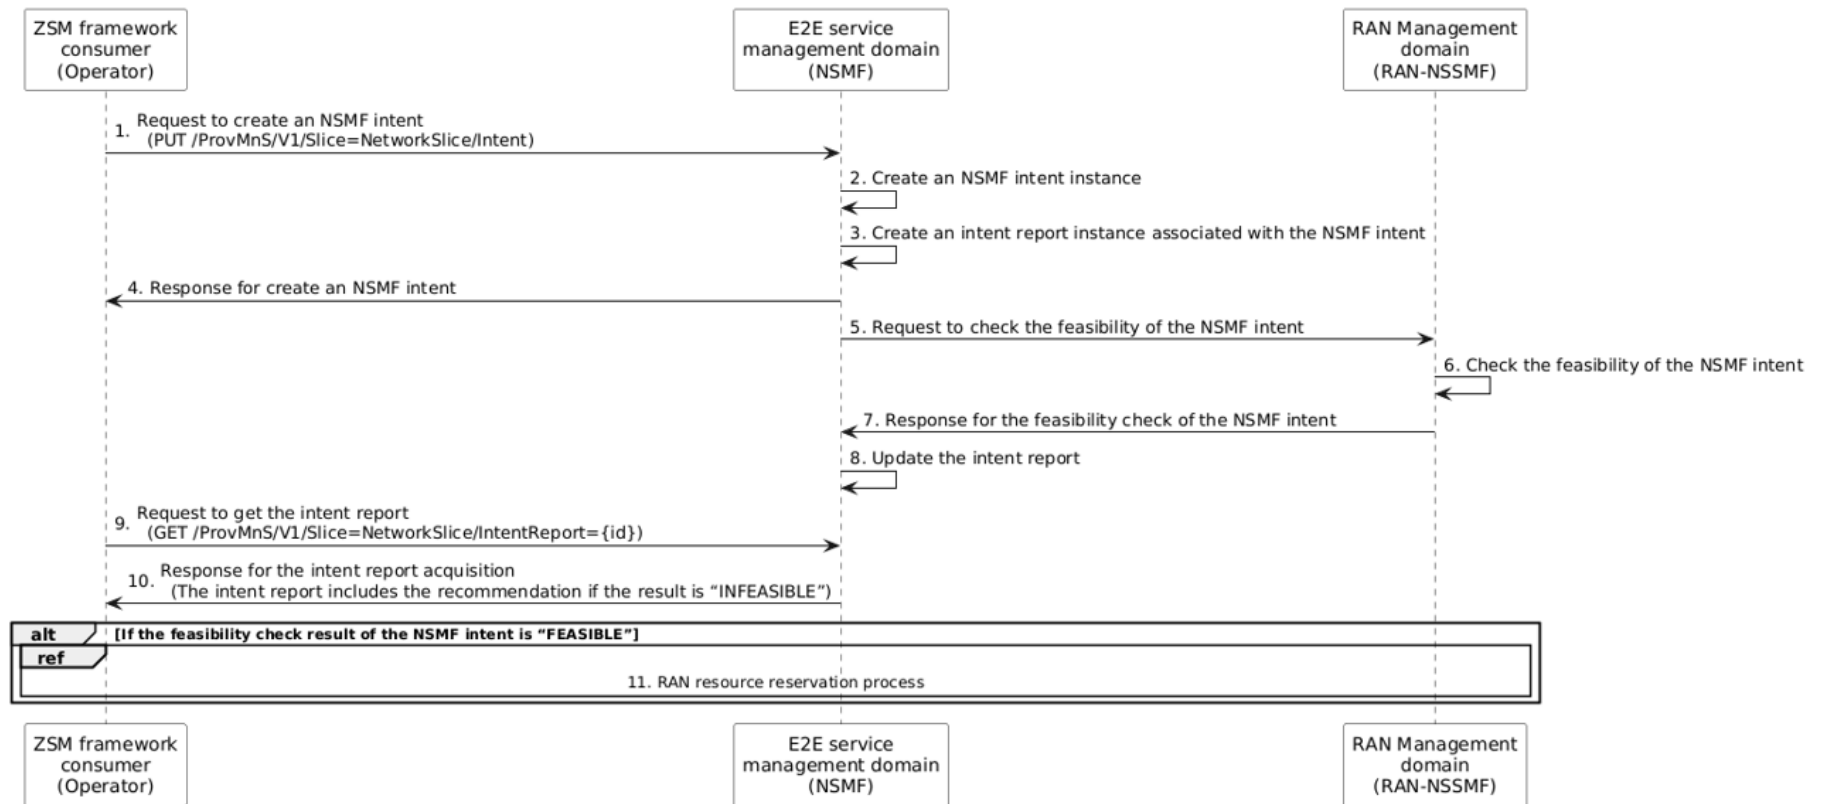 ZSM framework
consumer
(Operator)
E2E service
management domain
(NSMF)
RAN Management
domain
(RAN-NSSMF)
1. Request to create an NSMF intent
(PUT /ProvMnS/V1/Slice=NetworkSlice/Intent)
2. Create an NSMF intent instance
3. Create an intent report instance associated with the NSMF intent
4. Response for create an NSMF intent
5. Request to check the feasibility of the NSMF intent
6. Check the feasibility of the NSMF intent
7. Response for the feasibility check of the NSMF intent
8. Update the intent report
9. Request to get the intent report
(GET /ProvMnS/V1/Slice=NetworkSlice/IntentReport={id})
10. Response for the intent report acquisition
(The intent report includes the recommendation if the result is “INFEASIBLE”)
alt [If the feasibility check result of the NSMF intent is “FEASIBLE”]
ref
11. RAN resource reservation process
ZSM framework
consumer
(Operator)
E2E service
management domain
(NSMF)
RAN Management
domain
(RAN-NSSMF)